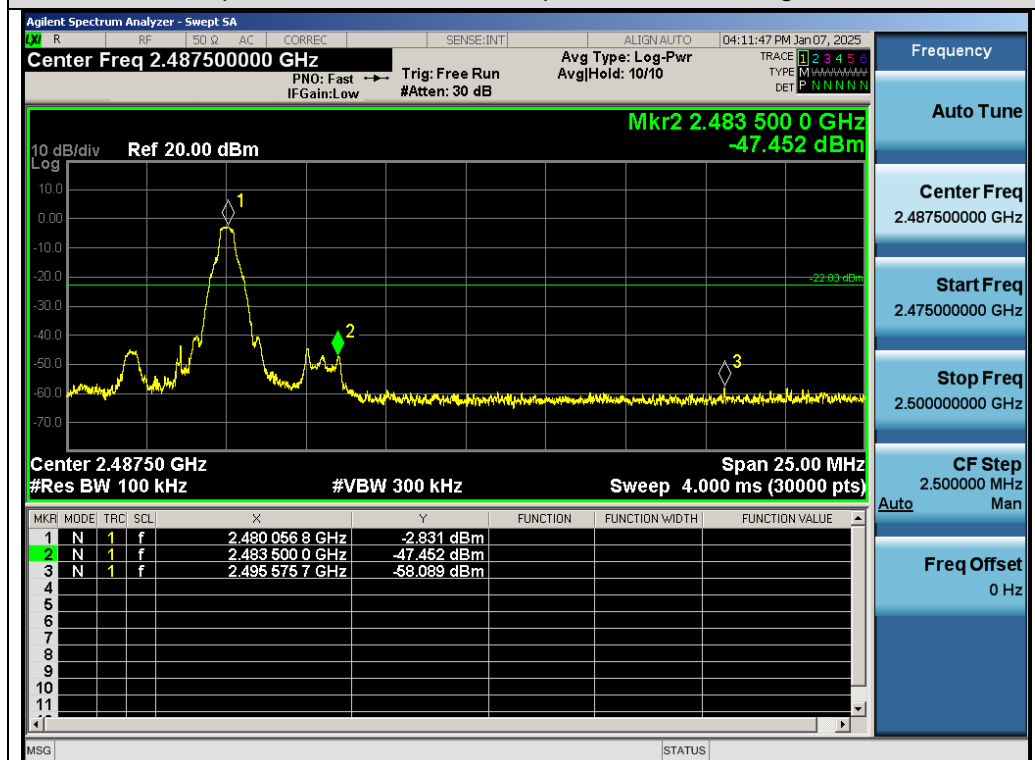 Agilent Spectrum Analyzer - Swept SA
LXI R RF 50 Ω AC CORREC SENSE:INT ALIGN AUTO 04:11:47 PM Jan 07, 2025
Center Freq 2.487500000 GHz
PNO: Fast
IFGain:Low
Trig: Free Run
#Atten: 30 dB
Avg Type: Log-Pwr
Avg|Hold: 10/10
TRACE 1 2 3 4 5 6
TYPE M WWWWW
DET P N N N N N
Mkr2 2.483 500 0 GHz
-47.452 dBm
10 dB/div Ref 20.00 dBm
Log
10.0
0.00
-10.0
-20.0
-30.0
-40.0
-50.0
-60.0
-70.0
1
-22.83 dBm
2
3
Center 2.48750 GHz Span 25.00 MHz
#Res BW 100 kHz #VBW 300 kHz Sweep 4.000 ms (30000 pts)
MKR MODE TRC SCL X Y FUNCTION FUNCTION WIDTH FUNCTION VALUE
1 N 1 f 2.480 056 8 GHz -2.831 dBm
2 N 1 f 2.483 500 0 GHz -47.452 dBm
3 N 1 f 2.495 575 7 GHz -58.089 dBm
4
5
6
7
8
9
10
11
MSG STATUS
Frequency
Auto Tune
Center Freq
2.487500000 GHz
Start Freq
2.475000000 GHz
Stop Freq
2.500000000 GHz
CF Step
2.500000 MHz
Auto Man
Freq Offset
0 Hz